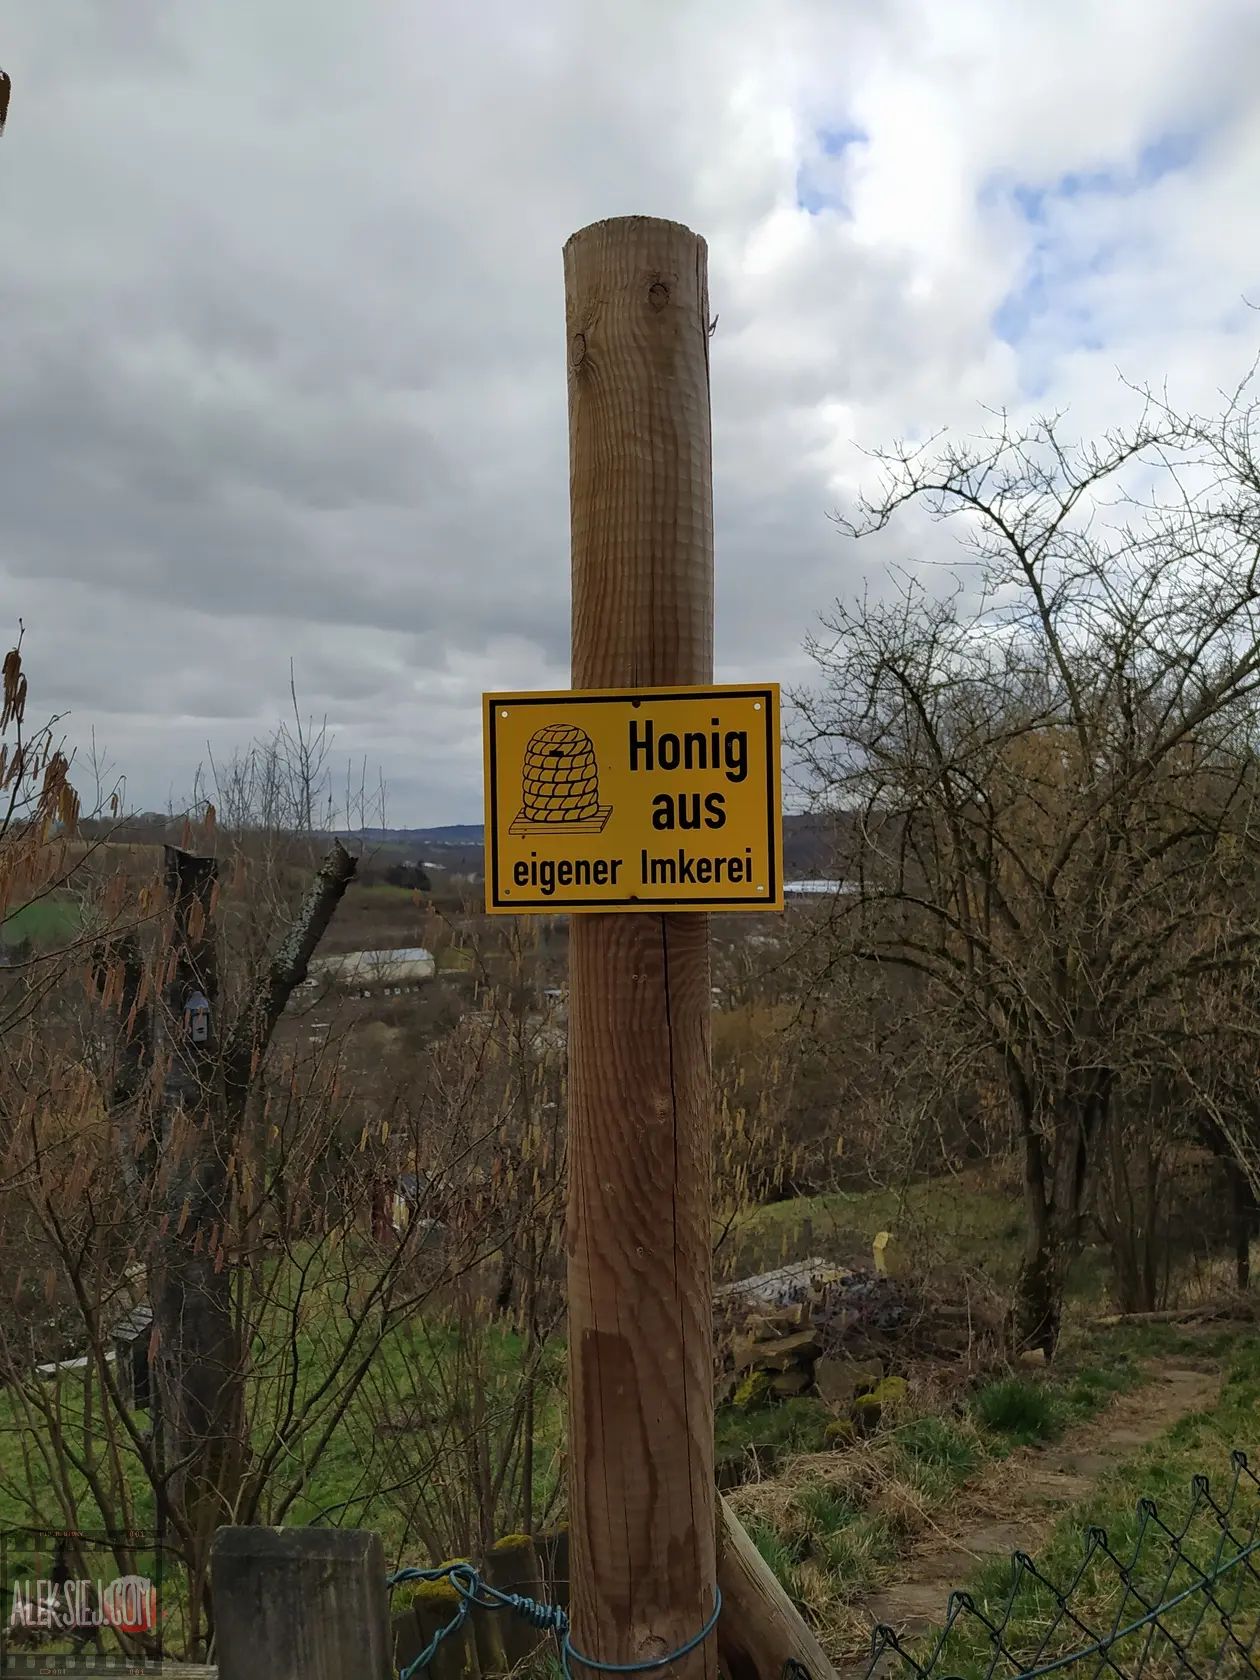 Honig
aus
eigener Imkerei
ALEKSIEJ.COM